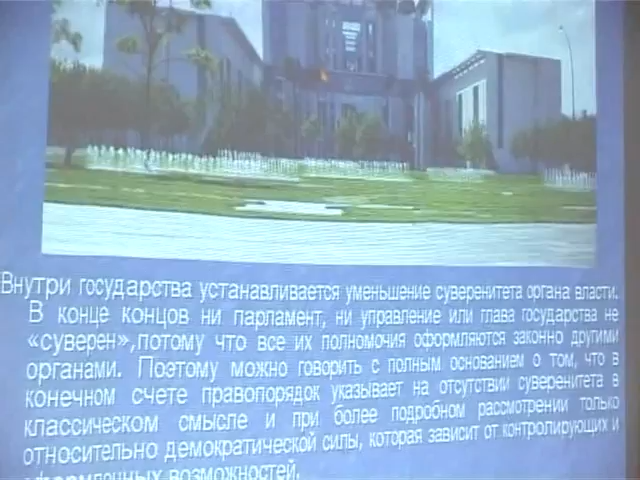 Внутри государства устанавливается уменьшение суверенитета органа власти.
В конце концов ни парламент, ни управление или глава государства не
«суверен»,потому что все их полномочия оформляются законно другими
органами. Поэтому можно говорить с полным основанием о том, что в
конечном счете правопорядок указывает на отсутствии суверенитета в
классическом смысле и при более подробном рассмотрении только
относительно демократической силы, которая зависит от контролирующих и
возможностей.